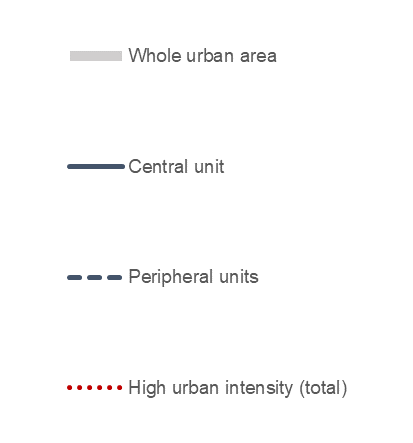 Whole urban area
Central unit
Peripheral units
High urban intensity (total)